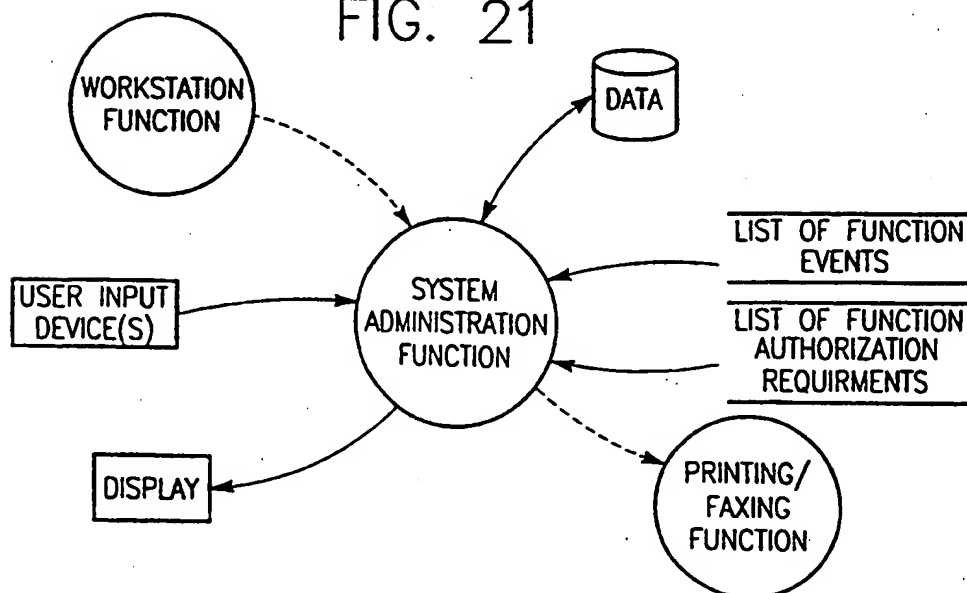 FIG. 21
WORKSTATION
FUNCTION
DATA
LIST OF FUNCTION
EVENTS
USER INPUT
DEVICE(S)
SYSTEM
ADMINISTRATION
FUNCTION
LIST OF FUNCTION
AUTHORIZATION
REQUIRMENTS
DISPLAY
PRINTING/
FAXING
FUNCTION